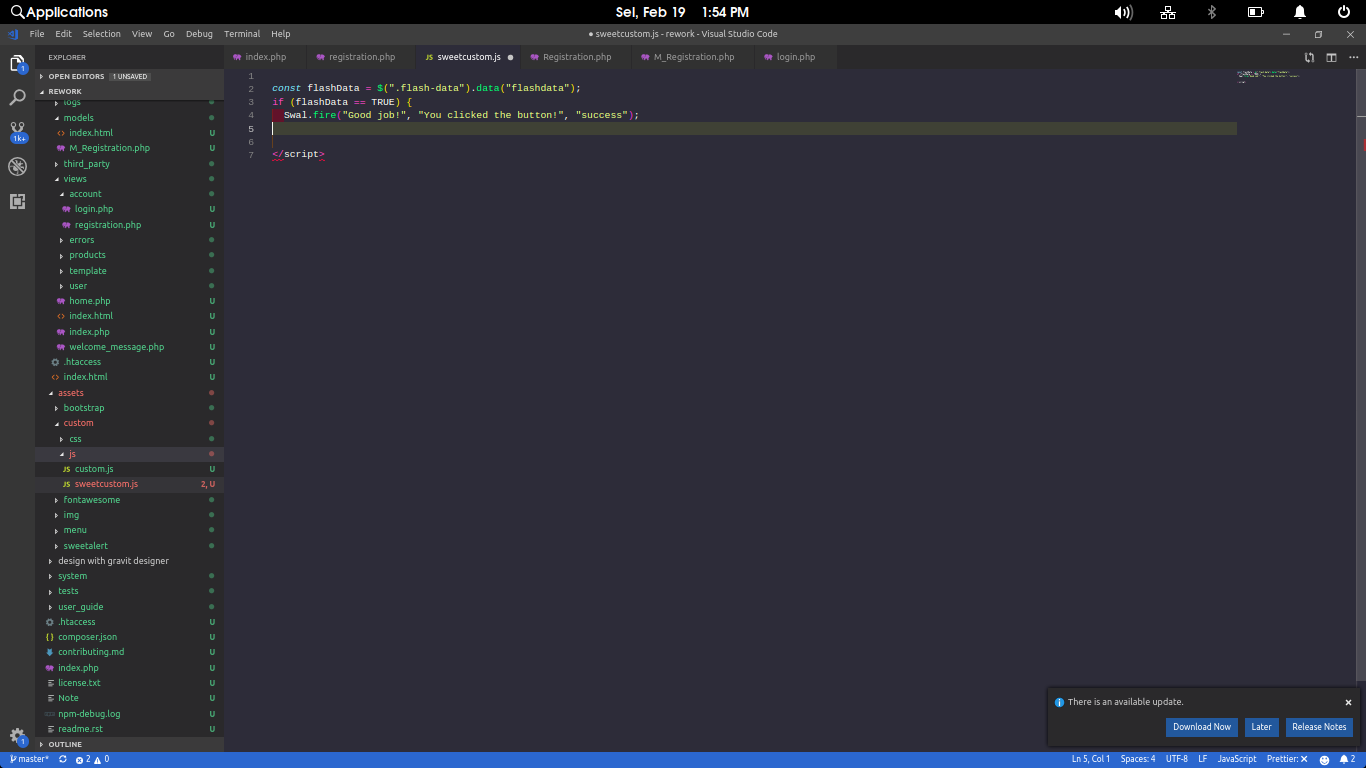 Applications
Sel, Feb 19 1:54 PM
File Edit Selection View Go Debug Terminal Help
● sweetcustom.js - rework - Visual Studio Code
EXPLORER
index.php registration.php JS sweetcustom.js ● Registration.php M_Registration.php login.php
OPEN EDITORS 1 UNSAVED
REWORK
logs
models
index.html U
M_Registration.php U
third_party
views
account
login.php U
registration.php U
errors
products
template
user
home.php U
index.html U
index.php U
welcome_message.php U
.htaccess U
index.html U
assets
bootstrap
custom
css
js
JS custom.js U
JS sweetcustom.js 2, U
fontawesome
img
menu
sweetalert
design with gravit designer
system
tests
user_guide
.htaccess U
composer.json U
contributing.md U
index.php U
license.txt U
Note U
npm-debug.log U
readme.rst U
OUTLINE
1
1k+
1
1
2 const flashData = $(".flash-data").data("flashdata");
3 if (flashData == TRUE) {
4 Swal.fire("Good job!", "You clicked the button!", "success");
5
6
7 </script>
There is an available update.
Download Now Later Release Notes
master* 2 0 Ln 5, Col 1 Spaces: 4 UTF-8 LF JavaScript Prettier: ✕ 2